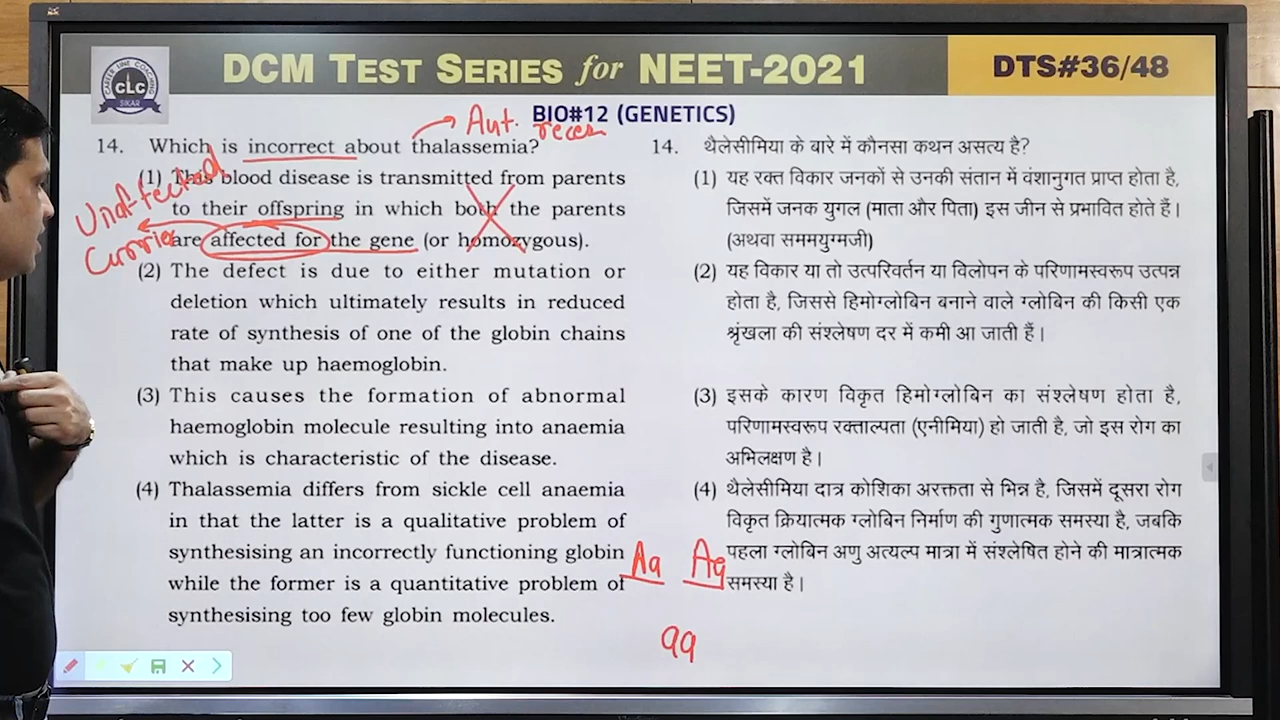 CAREER LINE COACHING
CLC
SIKAR
DCM TEST SERIES for NEET-2021
DTS#36/48
BIO#12 (GENETICS)
Aut. reces
14. Which is incorrect about thalassemia?
(1) This blood disease is transmitted from parents
to their offspring in which both the parents
are affected for the gene (or homozygous).
Unaffected
Carrier
(2) The defect is due to either mutation or
deletion which ultimately results in reduced
rate of synthesis of one of the globin chains
that make up haemoglobin.
(3) This causes the formation of abnormal
haemoglobin molecule resulting into anaemia
which is characteristic of the disease.
(4) Thalassemia differs from sickle cell anaemia
in that the latter is a qualitative problem of
synthesising an incorrectly functioning globin
while the former is a quantitative problem of
synthesising too few globin molecules.
14. थैलेसीमिया के बारे में कौनसा कथन असत्य है?
(1) यह रक्त विकार जनकों से उनकी संतान में वंशानुगत प्राप्त होता है,
जिसमें जनक युगल (माता और पिता) इस जीन से प्रभावित होते हैं।
(अथवा सममयुग्मजी)
(2) यह विकार या तो उत्परिवर्तन या विलोपन के परिणामस्वरूप उत्पन्न
होता है, जिससे हिमोग्लोबिन बनाने वाले ग्लोबिन की किसी एक
श्रृंखला की संश्लेषण दर में कमी आ जाती हैं।
(3) इसके कारण विकृत हिमोग्लोबिन का संश्लेषण होता है,
परिणामस्वरूप रक्ताल्पता (एनीमिया) हो जाती है, जो इस रोग का
अभिलक्षण है।
(4) थैलेसीमिया दात्र कोशिका अरक्तता से भिन्न है, जिसमें दूसरा रोग
विकृत क्रियात्मक ग्लोबिन निर्माण की गुणात्मक समस्या है, जबकि
पहला ग्लोबिन अणु अत्यल्प मात्रा में संश्लेषित होने की मात्रात्मक
समस्या है।
Aa Aa
aa